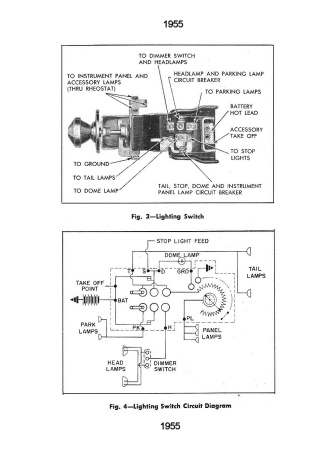 1955
TO DIMMER SWITCH
AND HEADLAMPS
TO INSTRUMENT PANEL AND
ACCESSORY LAMPS
(THRU RHEOSTAT)
HEADLAMP AND PARKING LAMP
CIRCUIT BREAKER
TO PARKING LAMPS
BATTERY
HOT LEAD
ACCESSORY
TAKE OFF
TO STOP
LIGHTS
TO GROUND
TO TAIL LAMPS
TO DOME LAMP
TAIL, STOP, DOME AND INSTRUMENT
PANEL LAMP CIRCUIT BREAKER
Fig. 3—Lighting Switch
STOP LIGHT FEED
DOME LAMP
T
S
D
GRD
TAIL
LAMPS
TAKE OFF
POINT
BAT
PARK
LAMPS
PK
H
PL
PANEL
LAMPS
HEAD
LAMPS
DIMMER
SWITCH
Fig. 4—Lighting Switch Circuit Diagram
1955